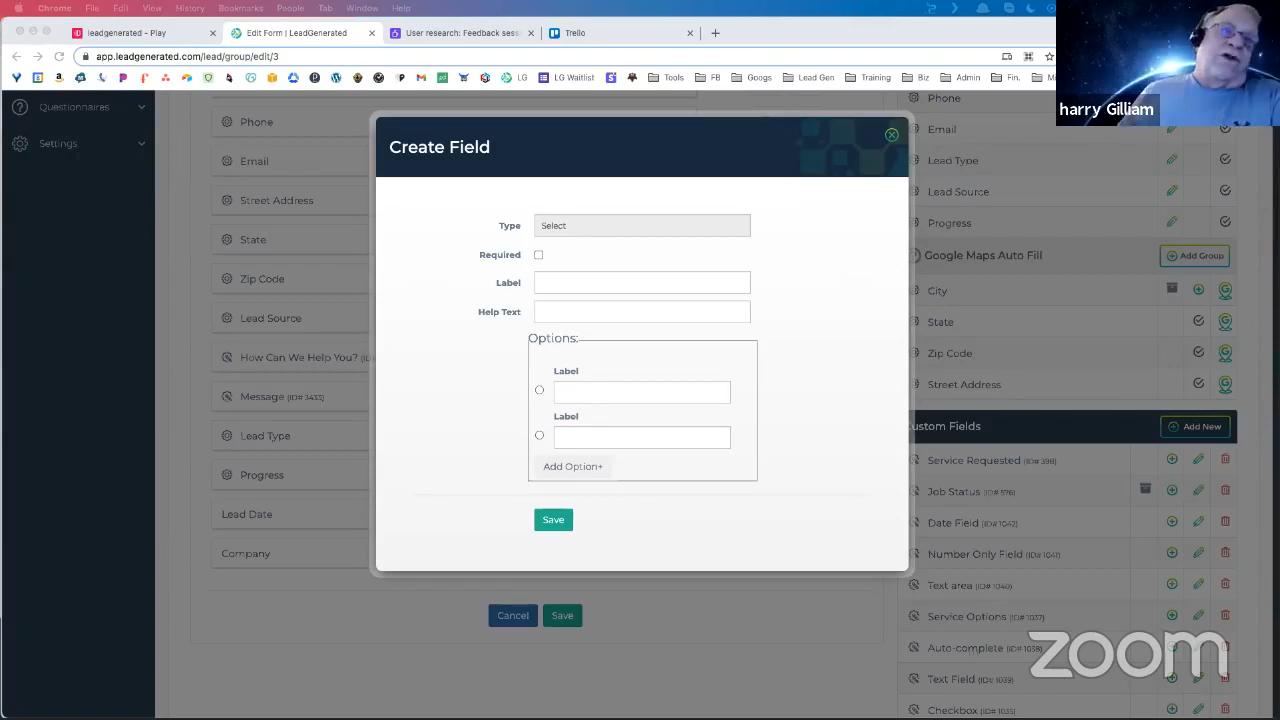 Chrome File Edit View History Bookmarks People Tab Window Help
leadgenerated - Play
Edit Form | LeadGenerated
User research: Feedback sess
Trello
app.leadgenerated.com/lead/group/edit/3
LG
LG Waitlist
Tools
FB
Googs
Lead Gen
Training
Biz
Admin
Fin.
harry Gilliam
Questionnaires
Settings
Phone
Email
Street Address
State
Zip Code
Lead Source
How Can We Help You?
Message (ID# 3433)
Lead Type
Progress
Lead Date
Company
Cancel
Save
Create Field
Type
Select
Required
Label
Help Text
Options:
Label
Label
Add Option+
Save
Phone
Email
Lead Type
Lead Source
Progress
Google Maps Auto Fill
Add Group
City
State
Zip Code
Street Address
Custom Fields
Add New
Service Requested (ID# 398)
Job Status (ID# 576)
Date Field (ID# 1042)
Number Only Field (ID# 1041)
Text area (ID# 1040)
Service Options (ID# 1037)
Auto-complete (ID# 1038)
Text Field (ID# 1039)
Checkbox (ID# 1035)
zoom